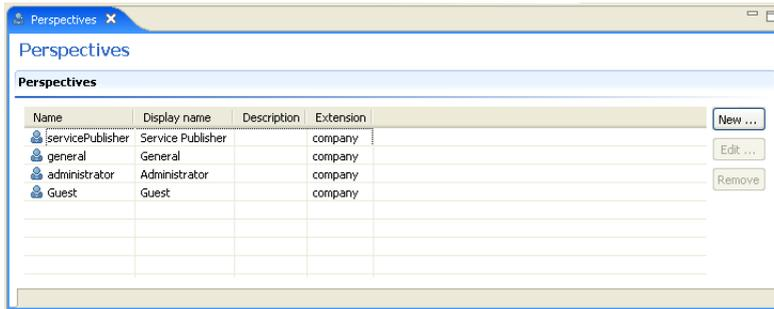 Perspectives
Perspectives
Perspectives
Name Display name Description Extension
servicePublisher Service Publisher company
general General company
administrator Administrator company
Guest Guest company
New ...
Edit ...
Remove